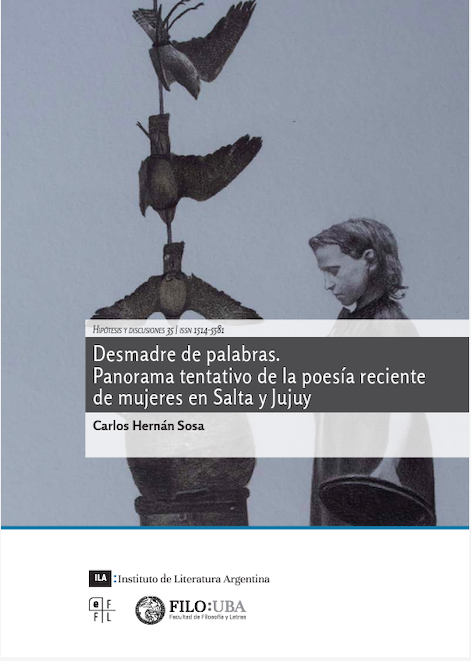 Hipótesis y discusiones 35 | ISSN 1514-5581
Desmadre de palabras.
Panorama tentativo de la poesía reciente
de mujeres en Salta y Jujuy
Carlos Hernán Sosa
ILA :Instituto de Literatura Argentina
e F
F L
FILO:UBA
Facultad de Filosofía y Letras